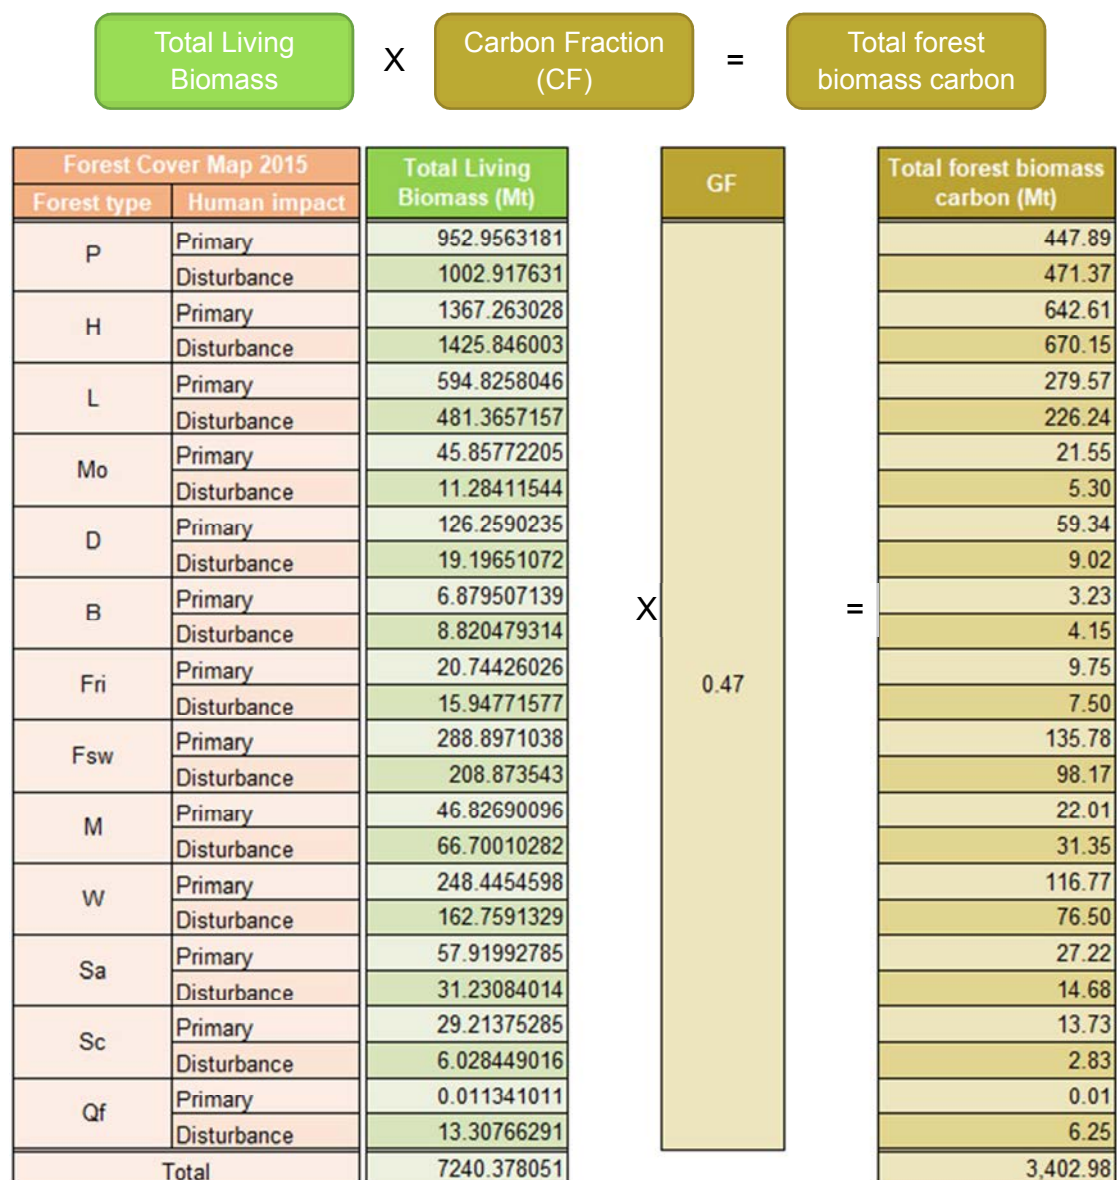 Total Living
Biomass
X
Carbon Fraction
(CF)
=
Total forest
biomass carbon
Forest Cover Map 2015
Forest type Human impact
Total Living
Biomass (Mt)
GF
Total forest biomass
carbon (Mt)
P Primary 952.9563181 447.89
Disturbance 1002.917631 471.37
H Primary 1367.263028 642.61
Disturbance 1425.846003 670.15
L Primary 594.8258046 279.57
Disturbance 481.3657157 226.24
Mo Primary 45.85772205 21.55
Disturbance 11.28411544 5.30
D Primary 126.2590235 59.34
Disturbance 19.19651072 9.02
B Primary 6.879507139 X = 3.23
Disturbance 8.820479314 4.15
Fri Primary 20.74426026 0.47 9.75
Disturbance 15.94771577 7.50
Fsw Primary 288.8971038 135.78
Disturbance 208.873543 98.17
M Primary 46.82690096 22.01
Disturbance 66.70010282 31.35
W Primary 248.4454598 116.77
Disturbance 162.7591329 76.50
Sa Primary 57.91992785 27.22
Disturbance 31.23084014 14.68
Sc Primary 29.21375285 13.73
Disturbance 6.028449016 2.83
Qf Primary 0.011341011 0.01
Disturbance 13.30766291 6.25
Total 7240.378051 3,402.98